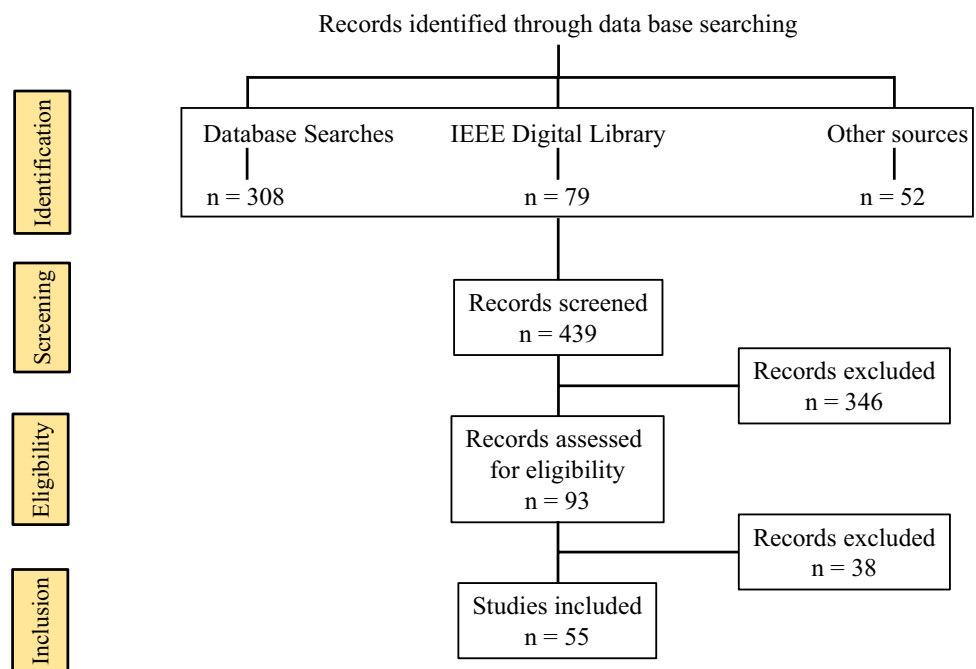 Records identified through data base searching
Identification
Database Searches
IEEE Digital Library
Other sources
n = 308
n = 79
n = 52
Screening
Records screened
n = 439
Records excluded
n = 346
Eligibility
Records assessed
for eligibility
n = 93
Records excluded
n = 38
Inclusion
Studies included
n = 55